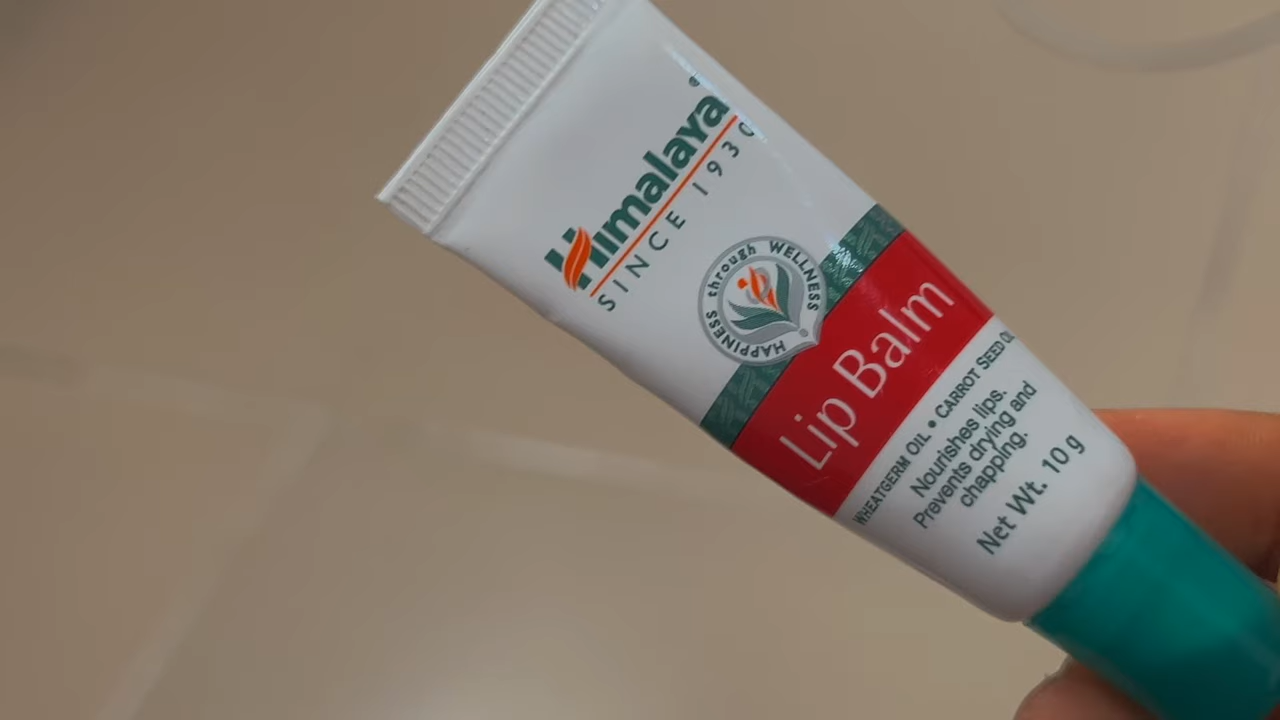 Himalaya
SINCE 1930
HAPPINESS through WELLNESS
Lip Balm
WHEATGERM OIL • CARROT SEED OIL
Nourishes lips.
Prevents drying and
chapping.
Net Wt. 10 g